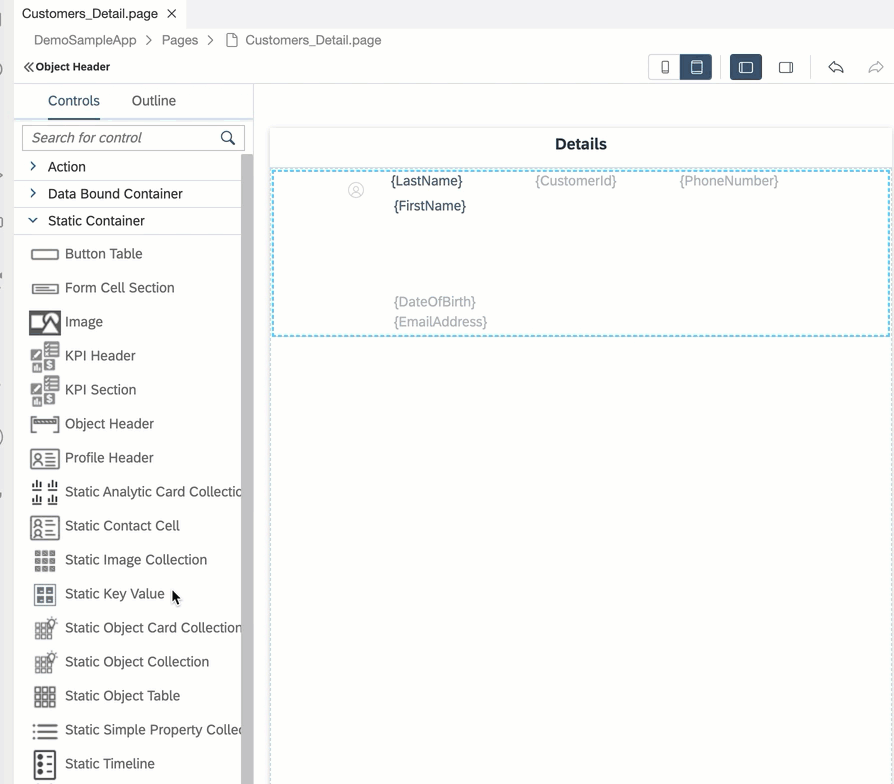 Customers_Detail.page
DemoSampleApp > Pages > Customers_Detail.page
Object Header
Controls Outline
Search for control
Action
Data Bound Container
Static Container
Button Table
Form Cell Section
Image
KPI Header
KPI Section
Object Header
Profile Header
Static Analytic Card Collectio
Static Contact Cell
Static Image Collection
Static Key Value
Static Object Card Collection
Static Object Collection
Static Object Table
Static Simple Property Collec
Static Timeline
Details
{LastName} {CustomerId} {PhoneNumber}
{FirstName}
{DateOfBirth}
{EmailAddress}